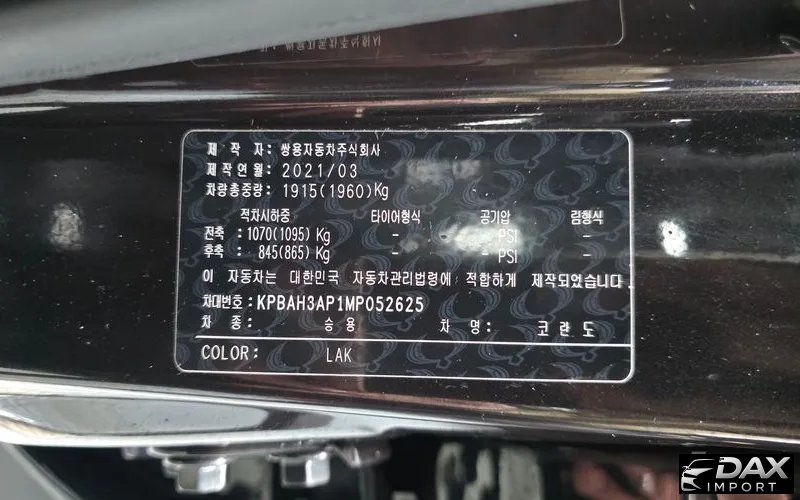 제 작 자: 쌍용자동차주식회사
제작연월: 2021/03
차량총중량: 1915(1960)Kg
적차시하중 타이어형식 공기압 림형식
전축: 1070(1095) Kg - - PSI -
후축: 845(865) Kg - - PSI -
이 자동차는 대한민국 자동차관리법령에 적합하게 제작되었습니다.
차대번호: KPBAH3AP1MP052625
차 종: 승 용 차 명: 코 란 도
COLOR: LAK
DAX
IMPORT